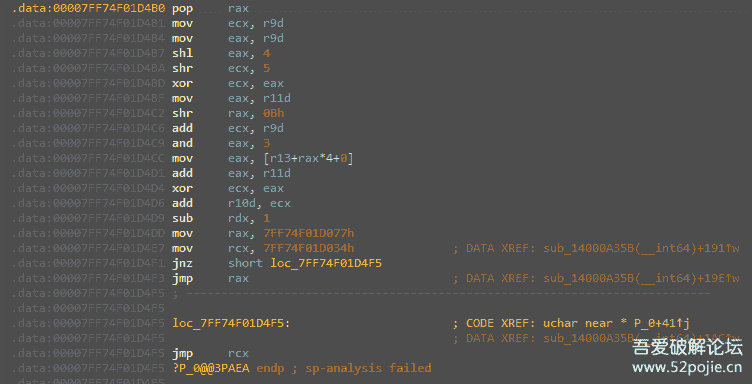 .data:00007FF74F01D4B0 pop rax
.data:00007FF74F01D4B1 mov ecx, r9d
.data:00007FF74F01D4B4 mov eax, r9d
.data:00007FF74F01D4B7 shl eax, 4
.data:00007FF74F01D4BA shr ecx, 5
.data:00007FF74F01D4BD xor ecx, eax
.data:00007FF74F01D4BF mov eax, r11d
.data:00007FF74F01D4C2 shr rax, 0Bh
.data:00007FF74F01D4C6 add ecx, r9d
.data:00007FF74F01D4C9 and eax, 3
.data:00007FF74F01D4CC mov eax, [r13+rax*4+0]
.data:00007FF74F01D4D1 add eax, r11d
.data:00007FF74F01D4D4 xor ecx, eax
.data:00007FF74F01D4D6 add r10d, ecx
.data:00007FF74F01D4D9 sub rdx, 1
.data:00007FF74F01D4DD mov rax, 7FF74F01D077h
.data:00007FF74F01D4E7 mov rcx, 7FF74F01D034h ; DATA XREF: sub_14000A35B(__int64)+191↑w
.data:00007FF74F01D4F1 jnz short loc_7FF74F01D4F5
.data:00007FF74F01D4F3 jmp rax ; DATA XREF: sub_14000A35B(__int64)+19E↑w
.data:00007FF74F01D4F5 ; ---------------------------------------------------------------------------
.data:00007FF74F01D4F5
.data:00007FF74F01D4F5 loc_7FF74F01D4F5: ; CODE XREF: uchar near * P_0+41↑j
.data:00007FF74F01D4F5 ; DATA XREF: sub_14000A35B(__int64)+1AC↑w
.data:00007FF74F01D4F5 jmp rcx
.data:00007FF74F01D4F5 ?P_0@@3PAEA endp ; sp-analysis failed
吾爱破解论坛
www.52pojie.cn